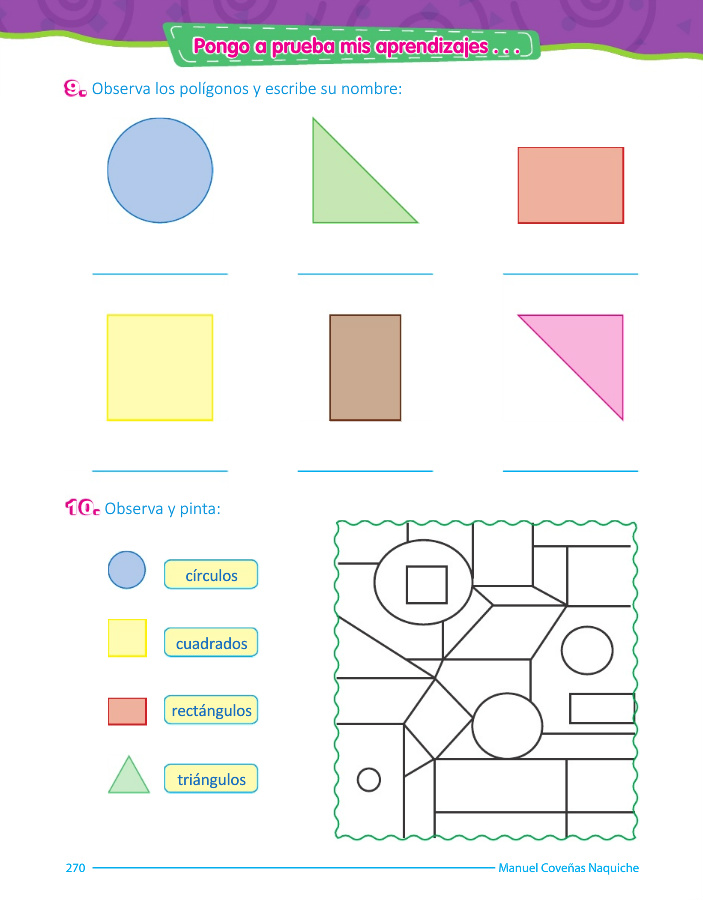 Pongo a prueba mis aprendizajes . . .
9. Observa los polígonos y escribe su nombre:
10. Observa y pinta:
círculos
cuadrados
rectángulos
triángulos
270
Manuel Coveñas Naquiche